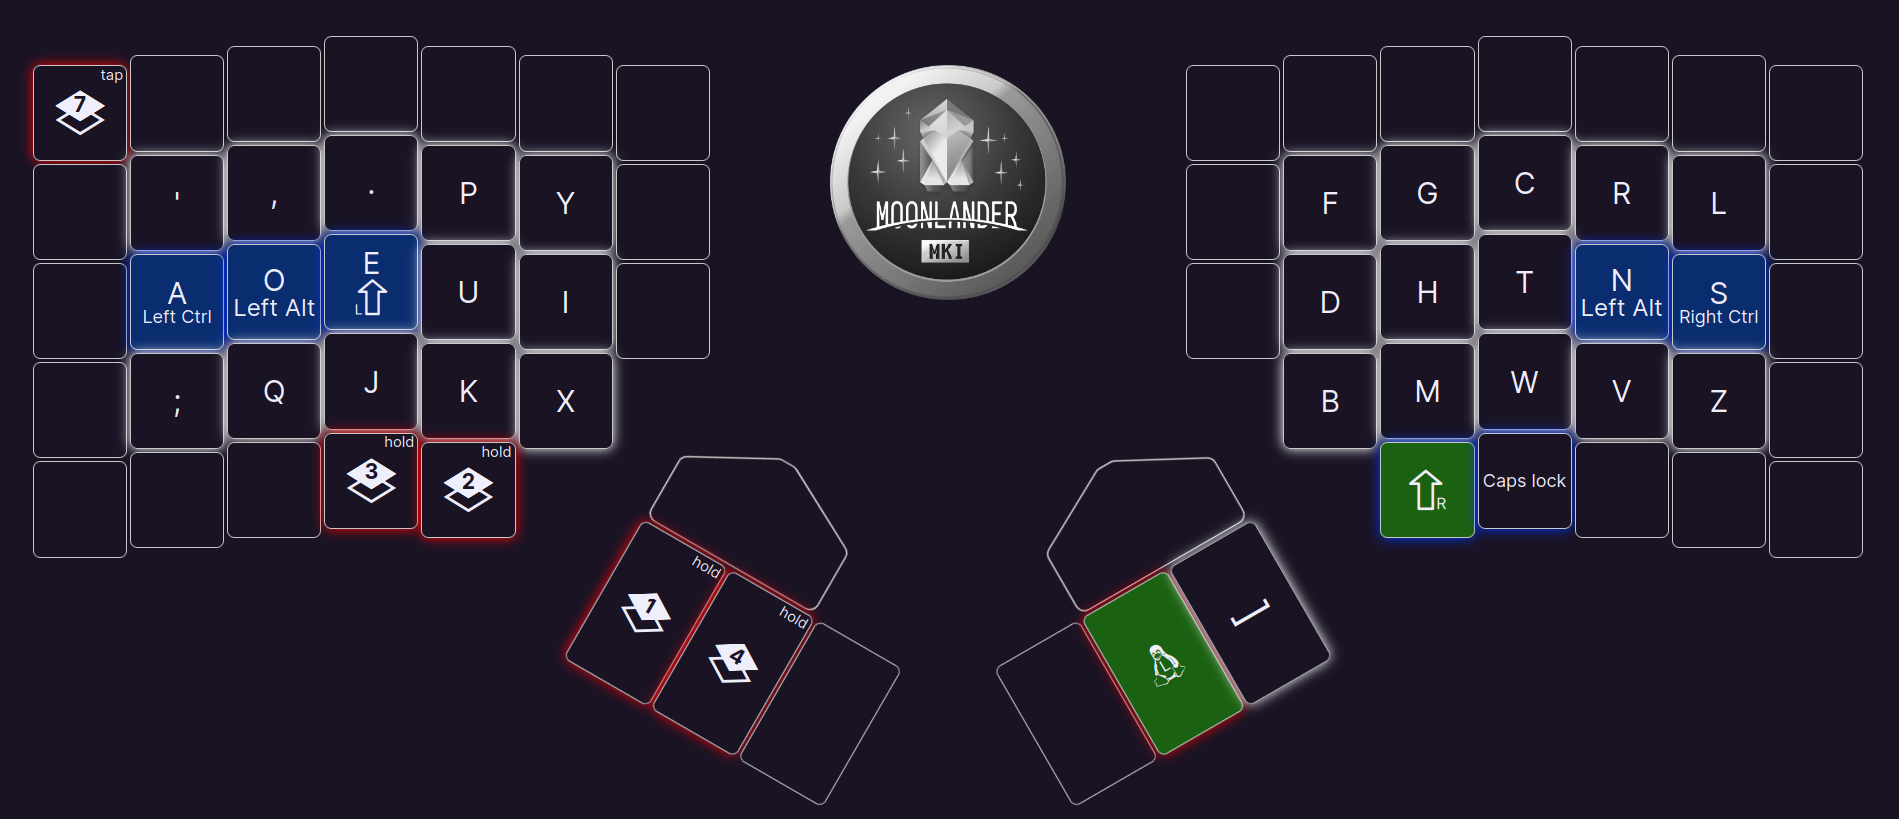 tap
7
' , . P Y
F G C R L
A O E U I
Left Ctrl Left Alt L
D H T N S
Left Alt Right Ctrl
; Q J K X
B M W V Z
hold hold
3 2
R Caps lock
MOONLANDER
MKI
hold
1
hold
4
L